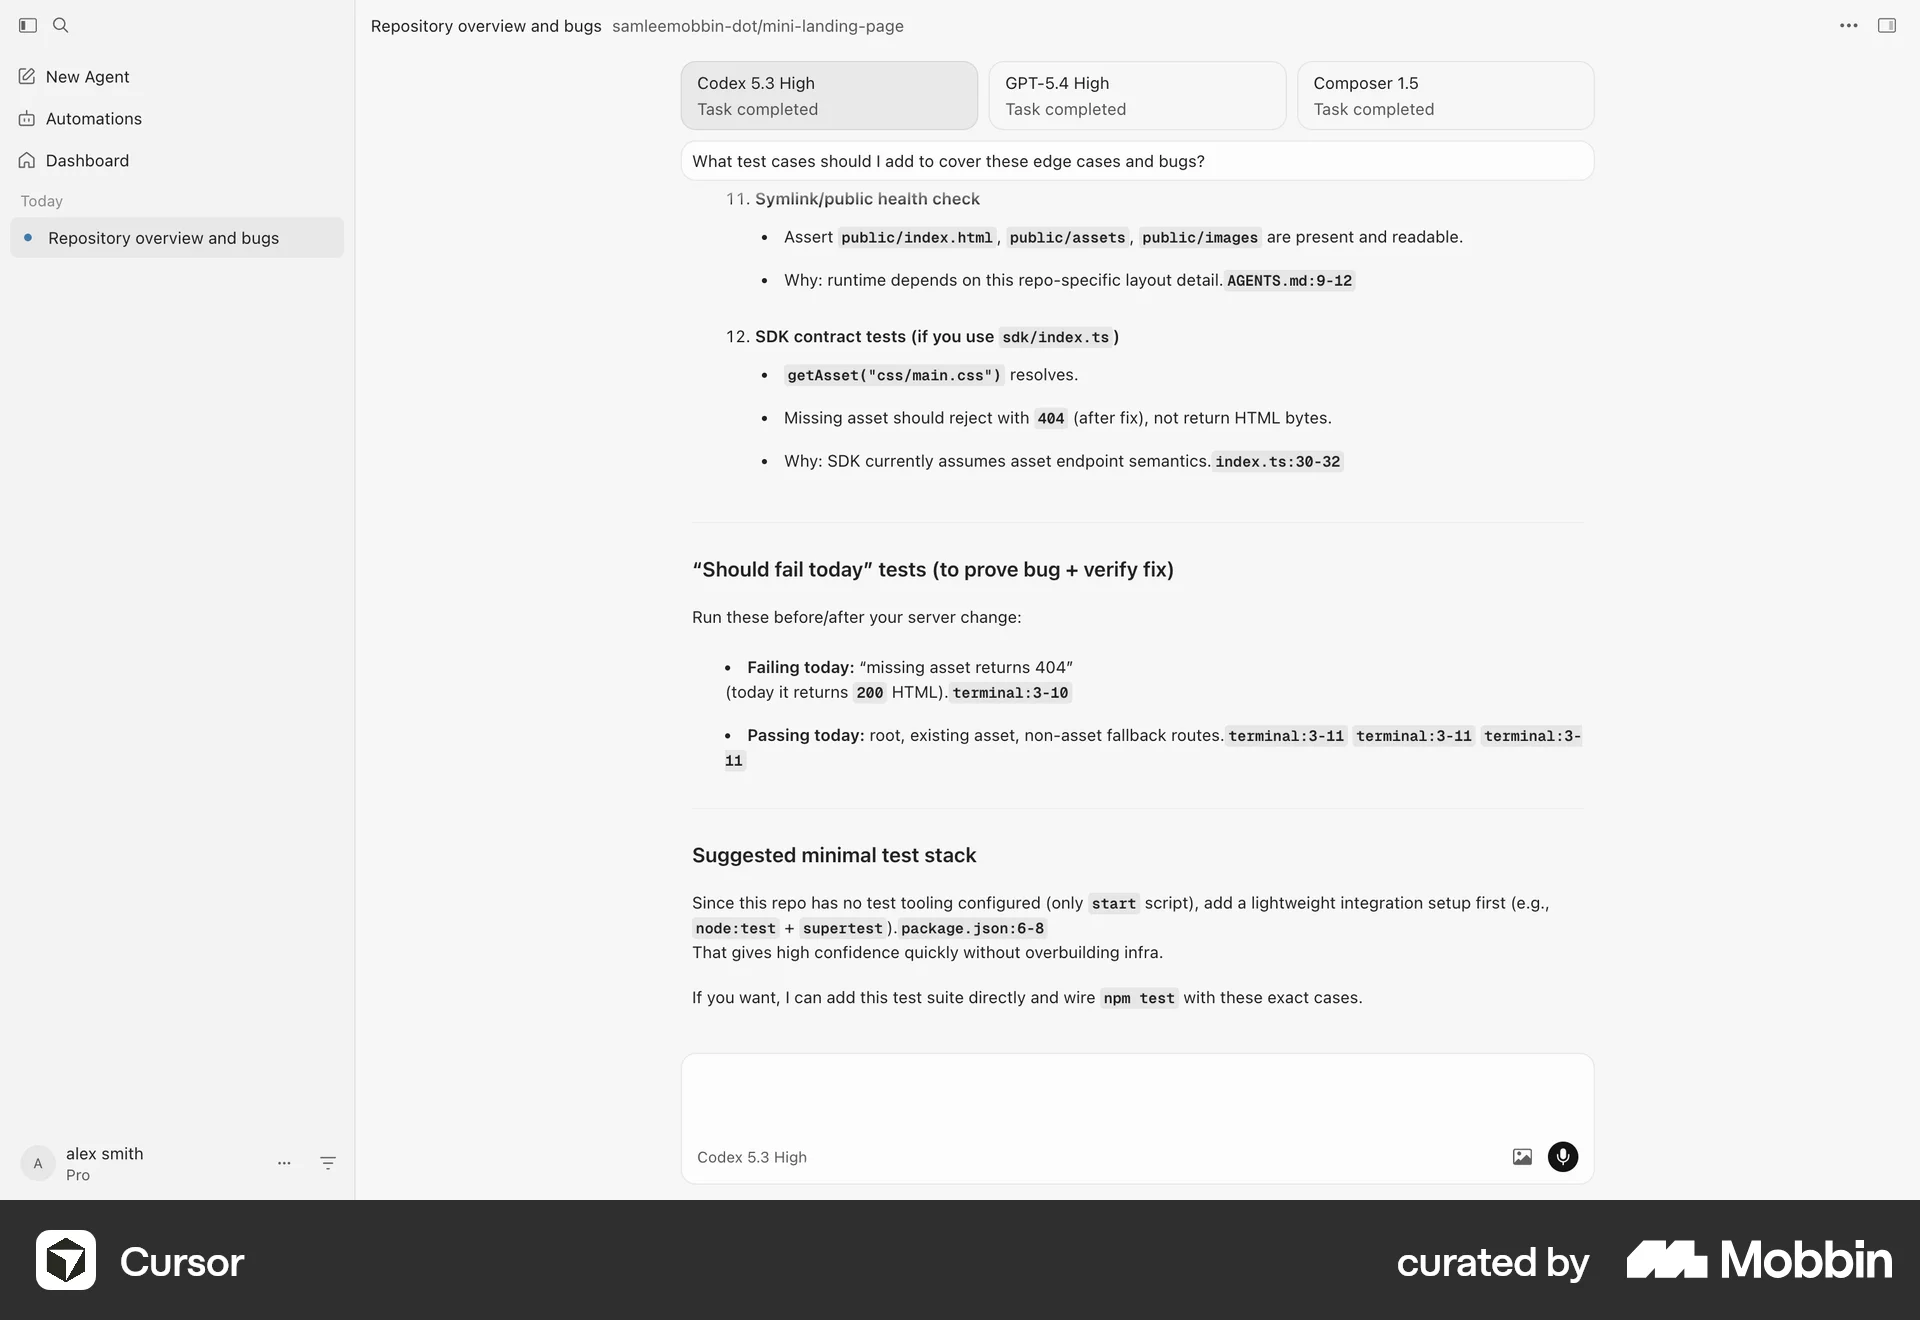 Repository overview and bugs samleemobbin-dot/mini-landing-page
New Agent
Automations
Dashboard
Today
Repository overview and bugs
Codex 5.3 High
Task completed
GPT-5.4 High
Task completed
Composer 1.5
Task completed
What test cases should I add to cover these edge cases and bugs?
11. Symlink/public health check
• Assert public/index.html, public/assets, public/images are present and readable.
• Why: runtime depends on this repo-specific layout detail. AGENTS.md:9-12
12. SDK contract tests (if you use sdk/index.ts)
• getAsset("css/main.css") resolves.
• Missing asset should reject with 404 (after fix), not return HTML bytes.
• Why: SDK currently assumes asset endpoint semantics. index.ts:30-32
“Should fail today” tests (to prove bug + verify fix)
Run these before/after your server change:
• Failing today: “missing asset returns 404”
(today it returns 200 HTML). terminal:3-10
• Passing today: root, existing asset, non-asset fallback routes. terminal:3-11 terminal:3-11 terminal:3-
11
Suggested minimal test stack
Since this repo has no test tooling configured (only start script), add a lightweight integration setup first (e.g.,
node:test + supertest). package.json:6-8
That gives high confidence quickly without overbuilding infra.
If you want, I can add this test suite directly and wire npm test with these exact cases.
Codex 5.3 High
A
alex smith
Pro
Cursor
curated by Mobbin